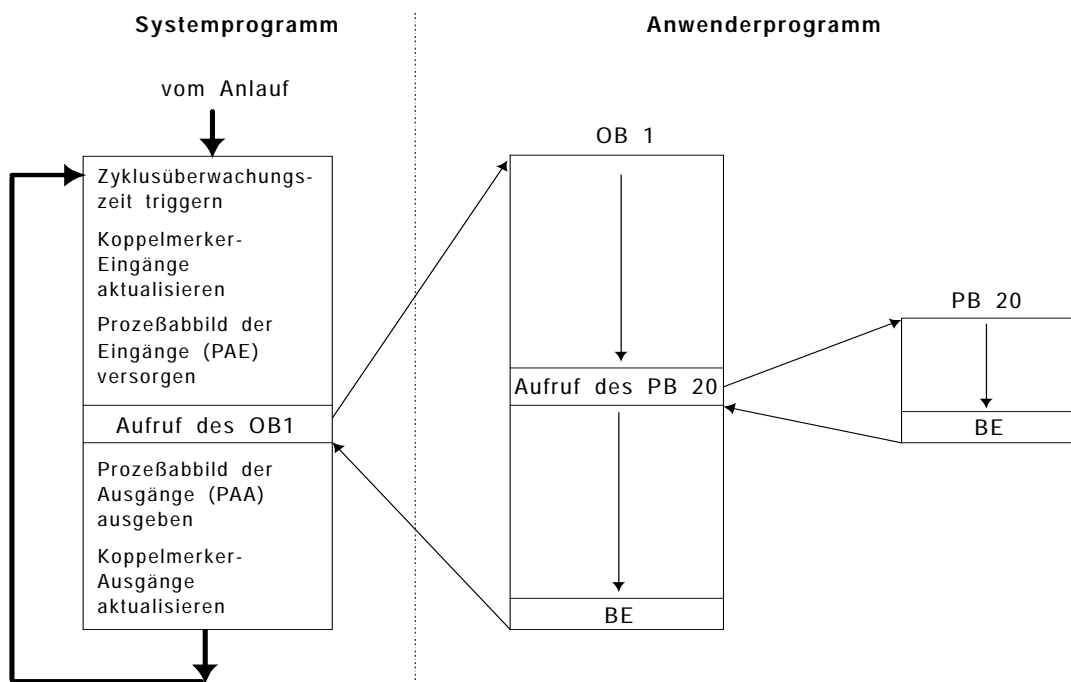 Systemprogramm
Anwenderprogramm
vom Anlauf
Zyklusüberwachungs-
zeit triggern
Koppelmerker-
Eingänge
aktualisieren
Prozeßabbild der
Eingänge (PAE)
versorgen
Aufruf des OB1
Prozeßabbild der
Ausgänge (PAA)
ausgeben
Koppelmerker-
Ausgänge
aktualisieren
OB 1
Aufruf des PB 20
BE
PB 20
BE